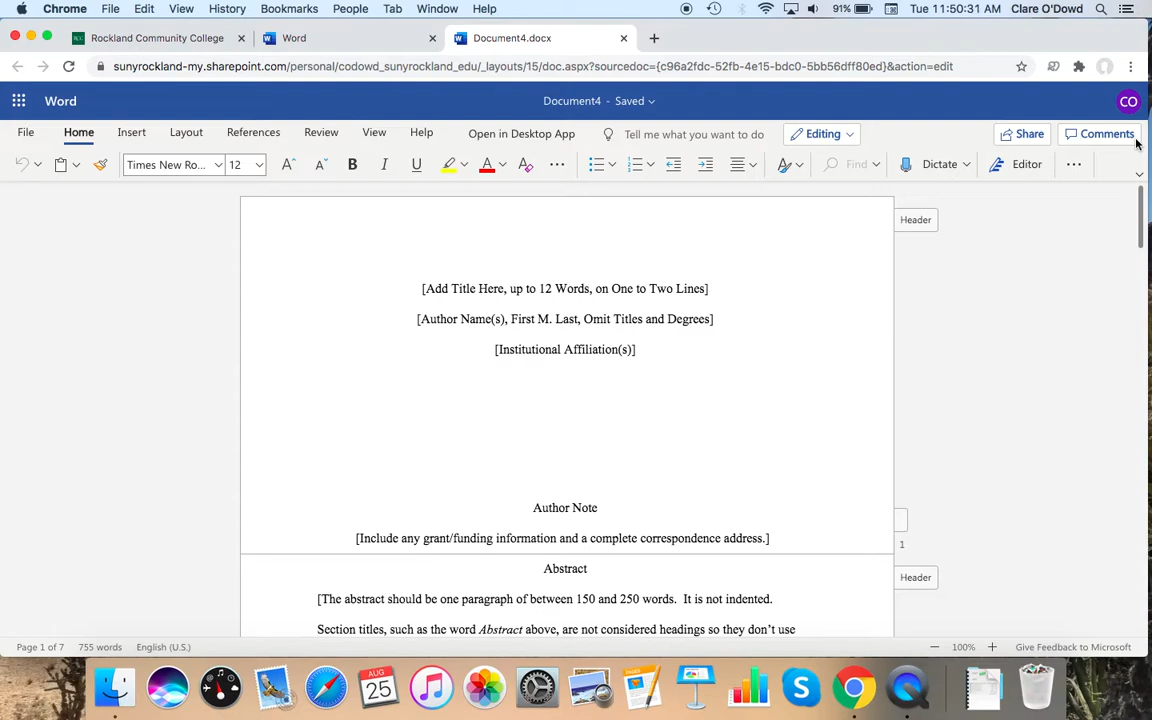 Chrome File Edit View History Bookmarks People Tab Window Help 91% Tue 11:50:31 AM Clare O'Dowd
Rockland Community College Word Document4.docx
sunyrockland-my.sharepoint.com/personal/codowd_sunyrockland_edu/_layouts/15/doc.aspx?sourcedoc={c96a2fdc-52fb-4e15-bdc0-5bb56dff80ed}&action=edit
Word Document4 - Saved CO
File Home Insert Layout References Review View Help Open in Desktop App Tell me what you want to do Editing Share Comments
Times New Ro... 12 B I U A Find Dictate Editor
Header
[Add Title Here, up to 12 Words, on One to Two Lines]
[Author Name(s), First M. Last, Omit Titles and Degrees]
[Institutional Affiliation(s)]
Author Note
[Include any grant/funding information and a complete correspondence address.]
1
Abstract
Header
[The abstract should be one paragraph of between 150 and 250 words. It is not indented.
Section titles, such as the word Abstract above, are not considered headings so they don't use
Page 1 of 7 755 words English (U.S.) 100% Give Feedback to Microsoft
AUG
25